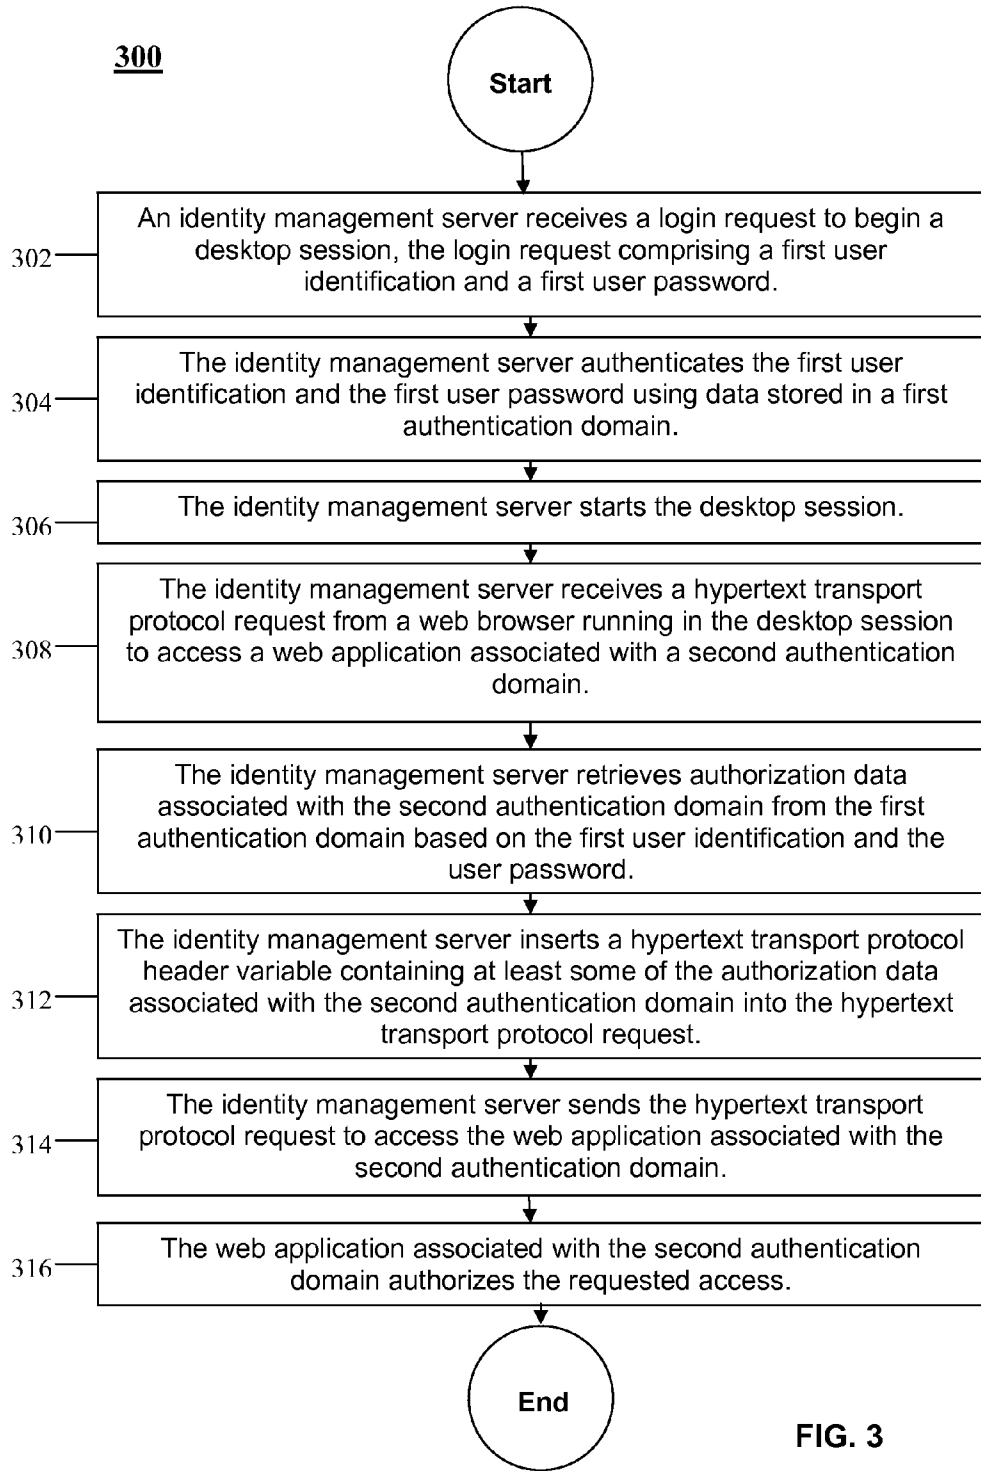 300
Start
An identity management server receives a login request to begin a
desktop session, the login request comprising a first user
identification and a first user password.
302
The identity management server authenticates the first user
identification and the first user password using data stored in a first
authentication domain.
304
The identity management server starts the desktop session.
306
The identity management server receives a hypertext transport
protocol request from a web browser running in the desktop session
to access a web application associated with a second authentication
domain.
308
The identity management server retrieves authorization data
associated with the second authentication domain from the first
authentication domain based on the first user identification and the
user password.
310
The identity management server inserts a hypertext transport protocol
header variable containing at least some of the authorization data
associated with the second authentication domain into the hypertext
transport protocol request.
312
The identity management server sends the hypertext transport
protocol request to access the web application associated with the
second authentication domain.
314
The web application associated with the second authentication
domain authorizes the requested access.
316
End
FIG. 3